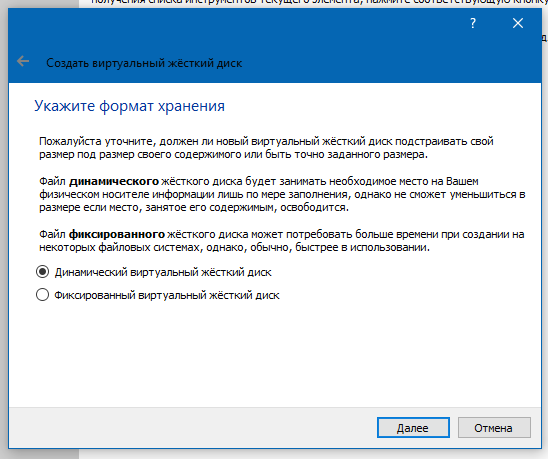 получения списка инструментов текущего элемента, нажмите соответствующую кнопку
?
Создать виртуальный жёсткий диск
Укажите формат хранения
Пожалуйста уточните, должен ли новый виртуальный жёсткий диск подстраивать свой
размер под размер своего содержимого или быть точно заданного размера.
Файл динамического жёсткого диска будет занимать необходимое место на Вашем
физическом носителе информации лишь по мере заполнения, однако не сможет уменьшиться в
размере если место, занятое его содержимым, освободится.
Файл фиксированного жёсткого диска может потребовать больше времени при создании на
некоторых файловых системах, однако, обычно, быстрее в использовании.
Динамический виртуальный жёсткий диск
Фиксированный виртуальный жёсткий диск
Далее Отмена